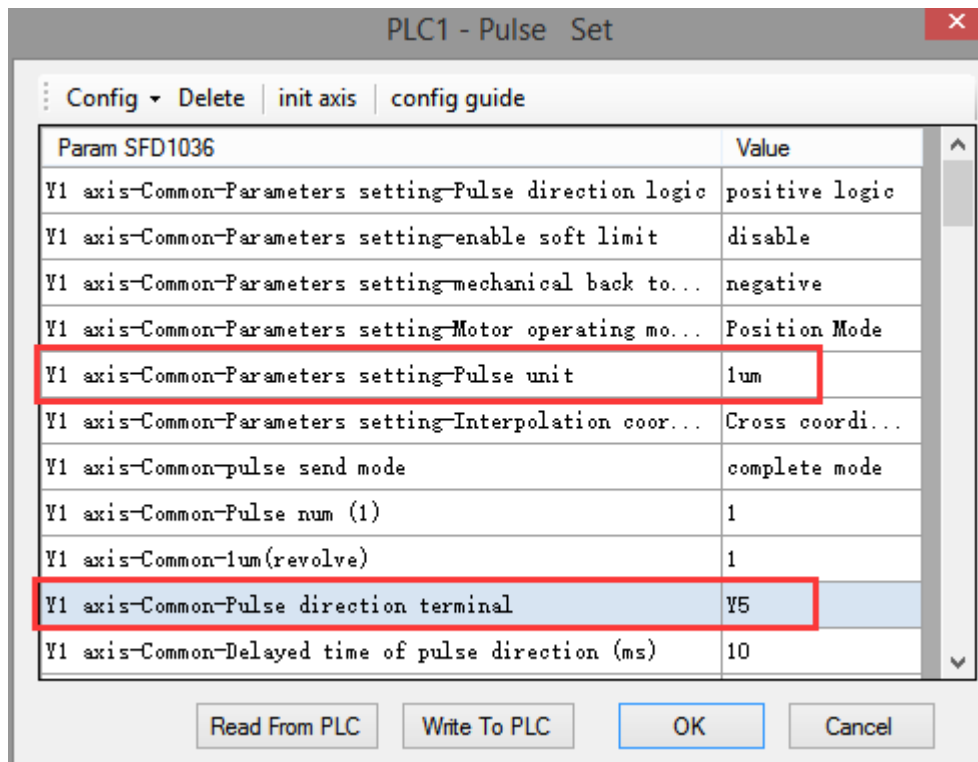 PLC1 - Pulse Set
Config Delete init axis config guide
Param SFD1036 Value
Y1 axis-Common-Parameters setting-Pulse direction logic positive logic
Y1 axis-Common-Parameters setting-enable soft limit disable
Y1 axis-Common-Parameters setting-mechanical back to... negative
Y1 axis-Common-Parameters setting-Motor operating mo... Position Mode
Y1 axis-Common-Parameters setting-Pulse unit 1um
Y1 axis-Common-Parameters setting-Interpolation coor... Cross coordi...
Y1 axis-Common-pulse send mode complete mode
Y1 axis-Common-Pulse num (1) 1
Y1 axis-Common-1um(revolve) 1
Y1 axis-Common-Pulse direction terminal Y5
Y1 axis-Common-Delayed time of pulse direction (ms) 10
Read From PLC Write To PLC OK Cancel